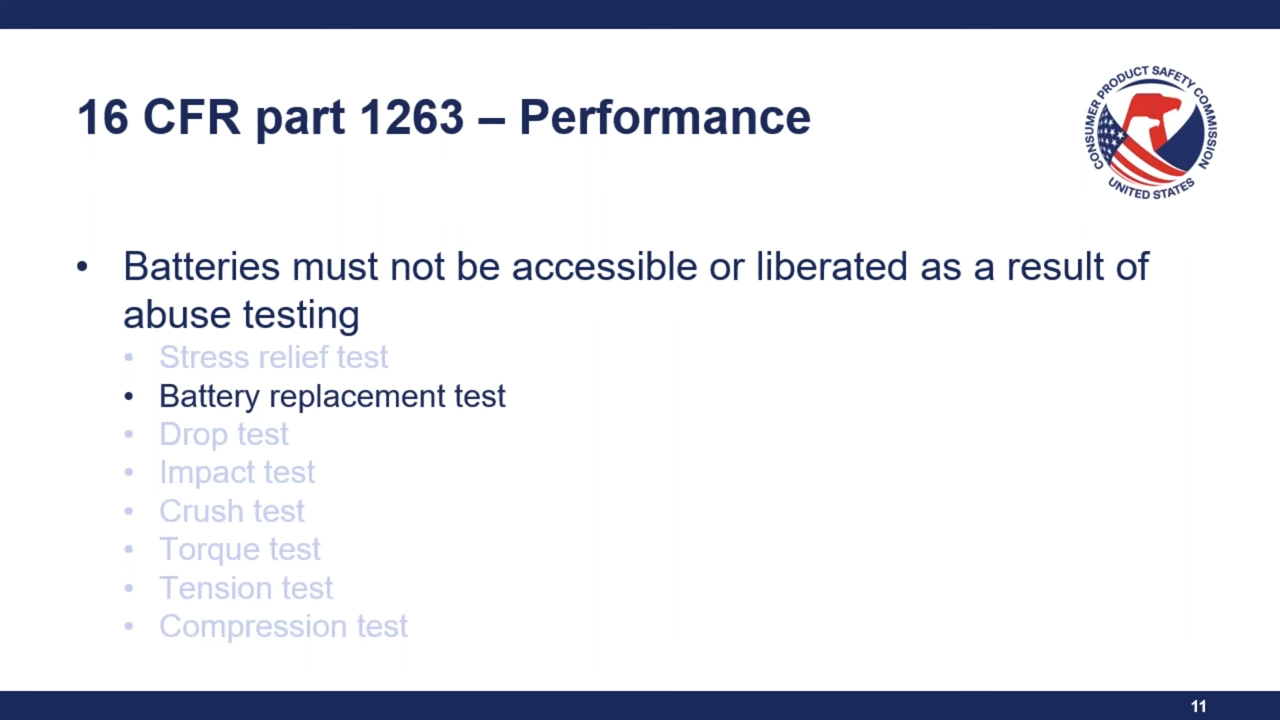 16 CFR part 1263 – Performance
CONSUMER PRODUCT SAFETY COMMISSION
UNITED STATES
• Batteries must not be accessible or liberated as a result of
abuse testing
• Stress relief test
• Battery replacement test
• Drop test
• Impact test
• Crush test
• Torque test
• Tension test
• Compression test
11